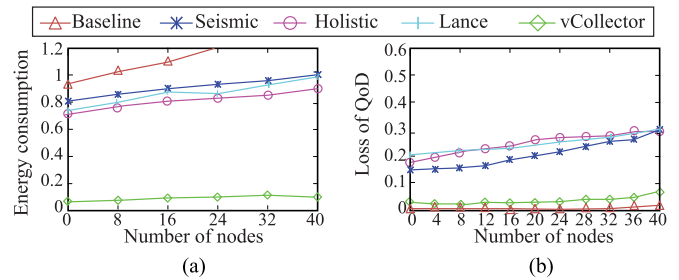 Baseline Seismic Holistic Lance vCollector
Energy consumption
1.2
1
0.8
0.6
0.4
0.2
0
0 8 16 24 32 40
Number of nodes
(a)
Loss of QoD
0.6
0.5
0.4
0.3
0.2
0.1
0
0 4 8 12 16 20 24 28 32 36 40
Number of nodes
(b)